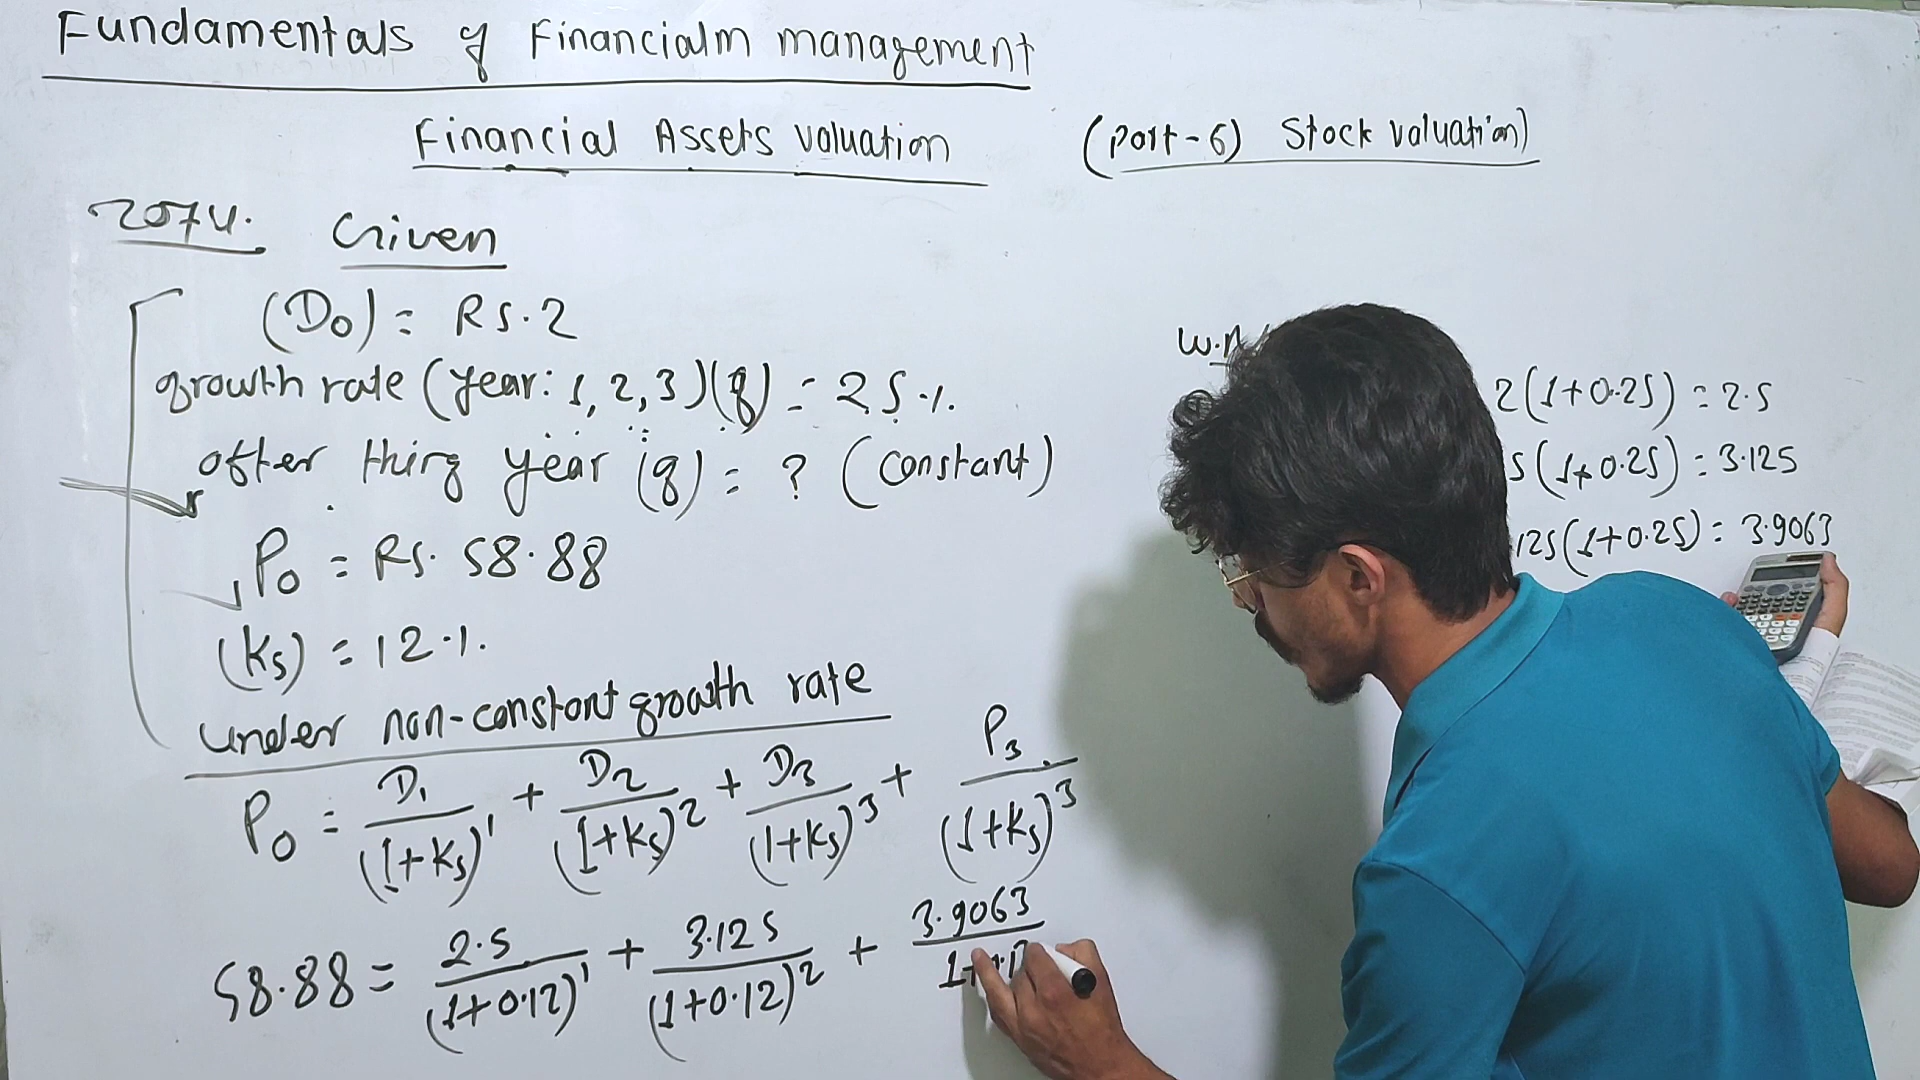 Fundamentals of Financialm management
Financial Assets valuation
(Part-6) Stock valuation)
2074. Given
(D₀) = RS.2
growth rate (year: 1, 2, 3)(g) = 25%.
after thirg year (g) = ? (constant)
P₀ = Rs. 58.88
(Ks) = 12%.
under non-constant growth rate
P₀ = D₁/(1+Ks)¹ + D₂/(1+Ks)² + D₃/(1+Ks)³ + P₃/(1+Ks)³
58.88 = 2.5/(1+0.12)¹ + 3.125/(1+0.12)² + 3.9063/
W.N
2(1+0.25) = 2.5
5(1+0.25) = 3.125
125(1+0.25) = 3.9063